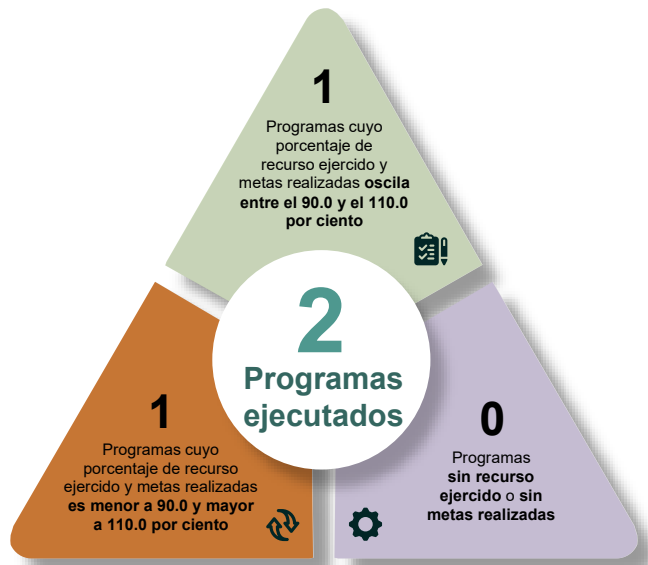 1
Programas cuyo
porcentaje de
recurso ejercido y
metas realizadas oscila
entre el 90.0 y el 110.0
por ciento
2
Programas
ejecutados
1
Programas cuyo
porcentaje de recurso
ejercido y metas realizadas
es menor a 90.0 y mayor
a 110.0 por ciento
0
Programas
sin recurso
ejercido o sin
metas realizadas